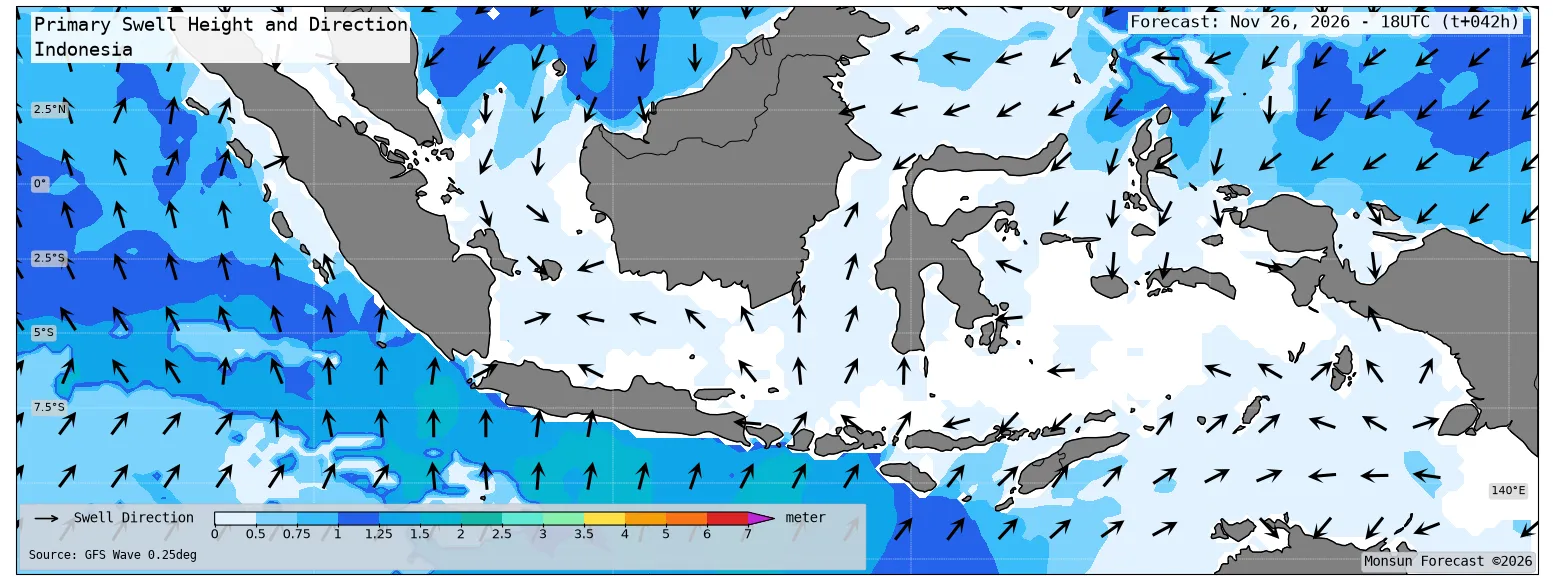 Primary Swell Height and Direction
Indonesia
Forecast: Nov 26, 2026 - 18UTC (t+042h)
2.5°N
0°
2.5°S
5°S
7.5°S
140°E
Swell Direction
0 0.5 0.75 1 1.25 1.5 2 2.5 3 3.5 4 5 6 7
meter
Source: GFS Wave 0.25deg
Monsun Forecast ©2026